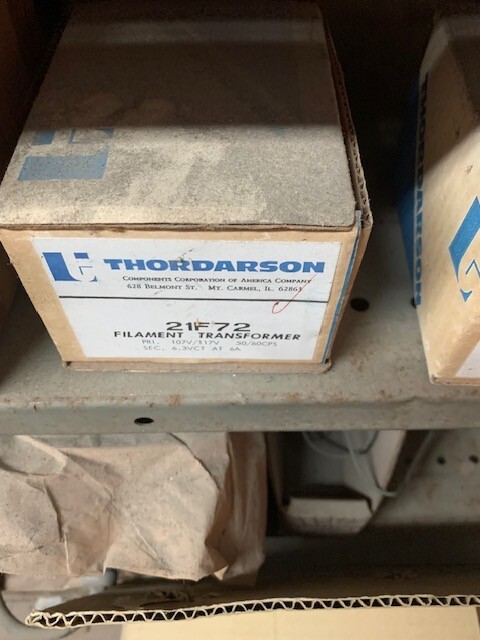 THORDARSON
COMPONENTS CORPORATION OF AMERICA COMPANY
628 BELMONT ST. MT. CARMEL, IL. 62863
21F72
FILAMENT TRANSFORMER
PRI. 107V/117V 50/60CPS
SEC. 6.3VCT AT 6A
THORDARSON